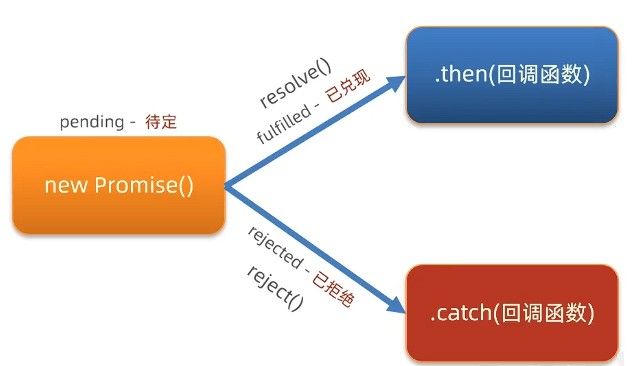 resolve()
fulfilled - 已兑现
.then(回调函数)
pending - 待定
new Promise()
rejected - 已拒绝
reject()
.catch(回调函数)